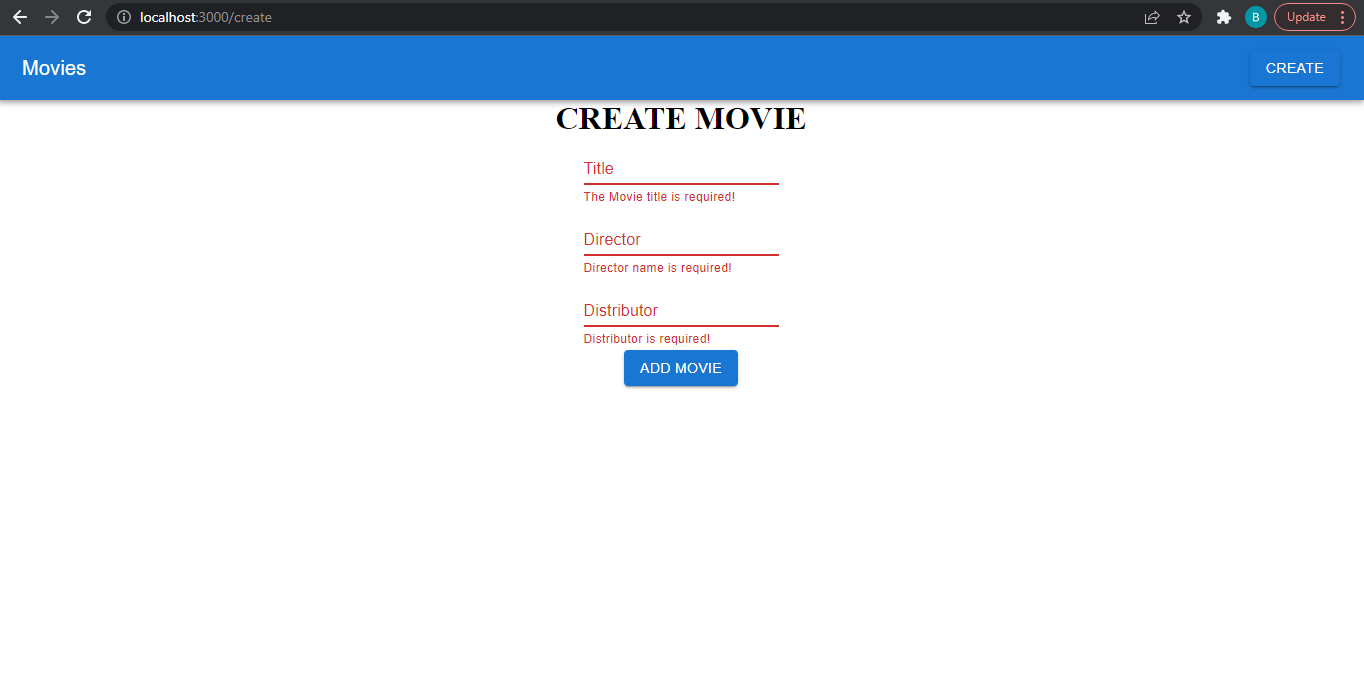 localhost:3000/create
B
Update
Movies
CREATE
CREATE MOVIE
Title
The Movie title is required!
Director
Director name is required!
Distributor
Distributor is required!
ADD MOVIE